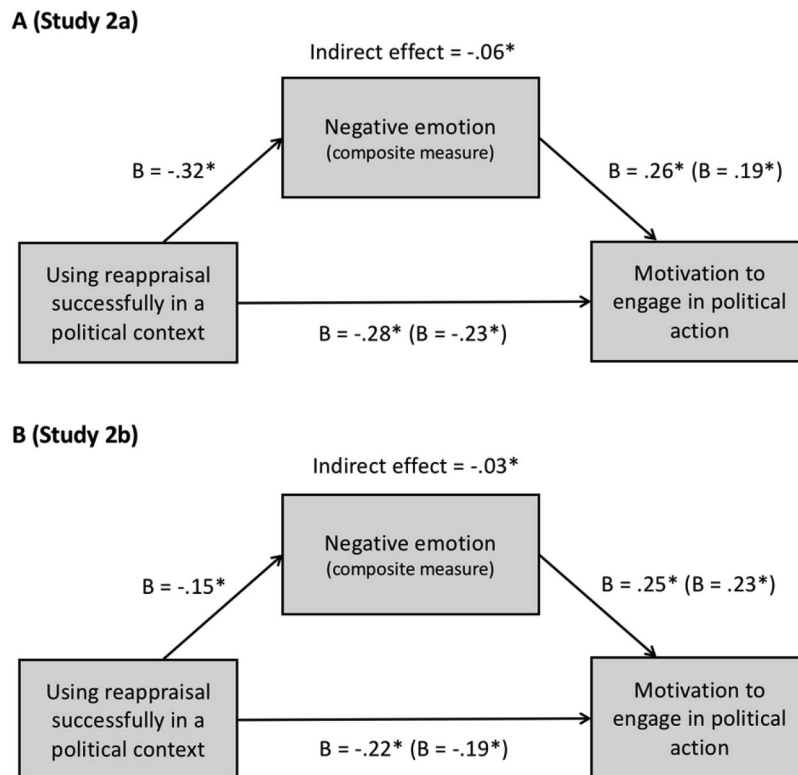 A (Study 2a)
Indirect effect = -.06*
Negative emotion
(composite measure)
B = -.32*
B = .26* (B = .19*)
Using reappraisal
successfully in a
political context
Motivation to
engage in political
action
B = -.28* (B = -.23*)
B (Study 2b)
Indirect effect = -.03*
Negative emotion
(composite measure)
B = -.15*
B = .25* (B = .23*)
Using reappraisal
successfully in a
political context
Motivation to
engage in political
action
B = -.22* (B = -.19*)